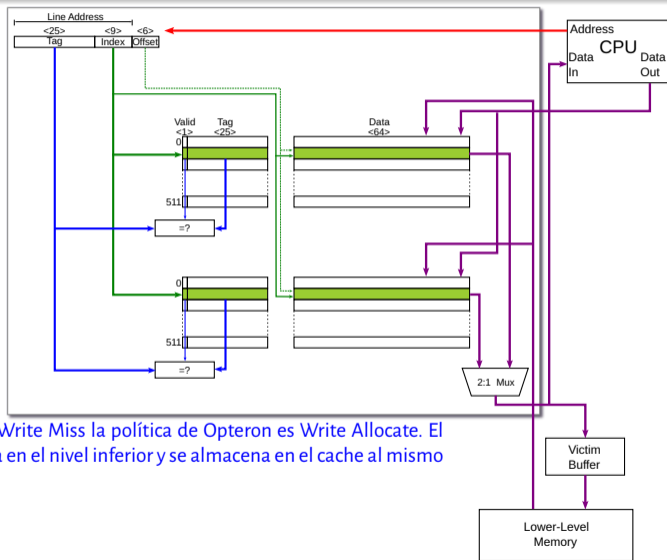 Line Address
<25> <9> <6>
Tag Index Offset
Address
CPU
Data Data
In Out
Valid Tag Data
<1> <25> <64>
0
511
=?
0
511
=?
2:1 Mux
Write Miss la política de Opteron es Write Allocate. El
en el nivel inferior y se almacena en el cache al mismo
Victim
Buffer
Lower-Level
Memory